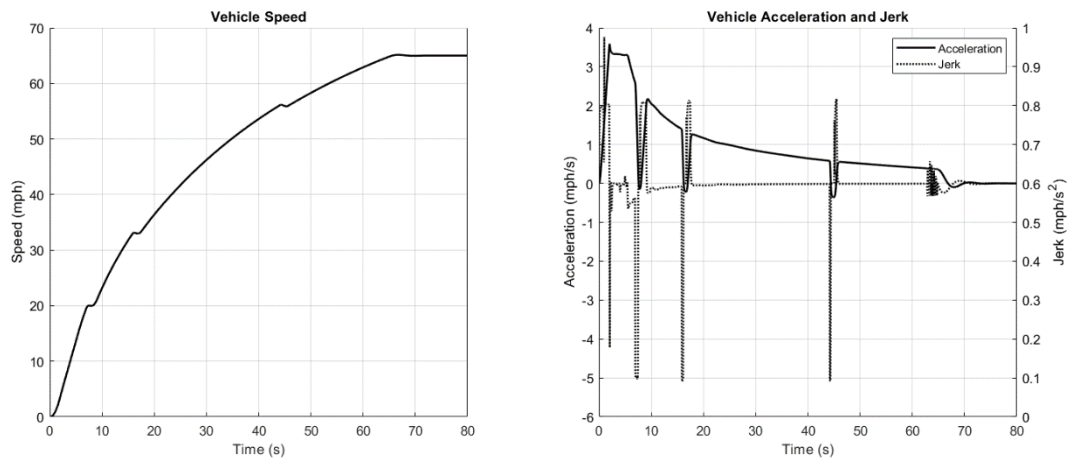 Vehicle Speed
70
60
50
40
30
20
10
0
Speed (mph)
0 10 20 30 40 50 60 70 80
Time (s)
Vehicle Acceleration and Jerk
Acceleration
Jerk
4
3
2
1
0
-1
-2
-3
-4
-5
-6
Acceleration (mph/s)
1
0.9
0.8
0.7
0.6
0.5
0.4
0.3
0.2
0.1
0
Jerk (mph/s²)
0 10 20 30 40 50 60 70 80
Time (s)